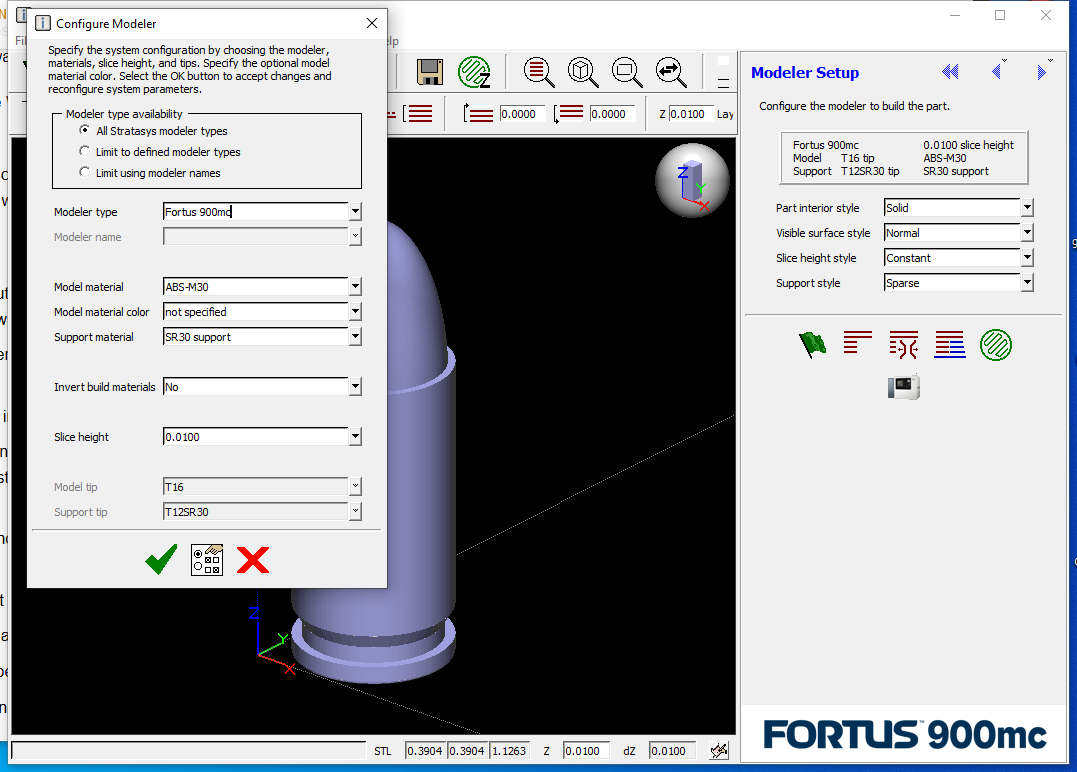 Configure Modeler
Specify the system configuration by choosing the modeler,
materials, slice height, and tips. Specify the optional model
material color. Select the OK button to accept changes and
reconfigure system parameters.
Modeler type availability
All Stratasys modeler types
Limit to defined modeler types
Limit using modeler names
Modeler type Fortus 900mc
Modeler name
Model material ABS-M30
Model material color not specified
Support material SR30 support
Invert build materials No
Slice height 0.0100
Model tip T16
Support tip T12SR30
0.0000
0.0000
Z 0.0100 Lay
Z
Y
X
Z
Y
X
STL 0.3904 0.3904 1.1263 Z 0.0100 dZ 0.0100
Modeler Setup
Configure the modeler to build the part.
Fortus 900mc 0.0100 slice height
Model T16 tip ABS-M30
Support T12SR30 tip SR30 support
Part interior style Solid
Visible surface style Normal
Slice height style Constant
Support style Sparse
FORTUS 900mc